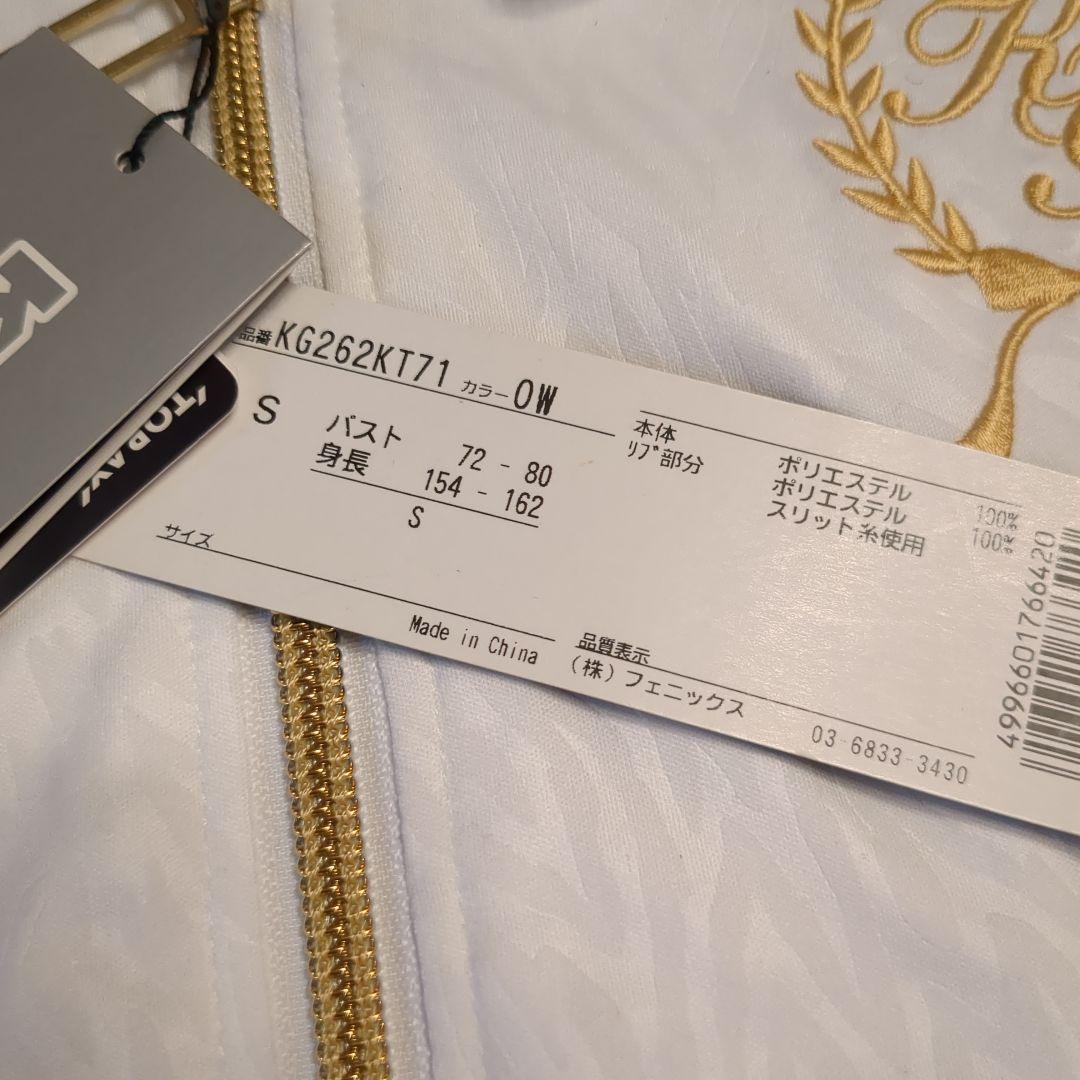 品番 KG262KT71 カラー OW
S
バスト 72 - 80
身長 154 - 162
S
サイズ
本体 ポリエステル 100%
ﾘﾌﾞ部分 ポリエステル 100%
スリット糸使用
Made in China
品質表示
(株) フェニックス
03-6833-3430
4996601766420
'TORAY'
K